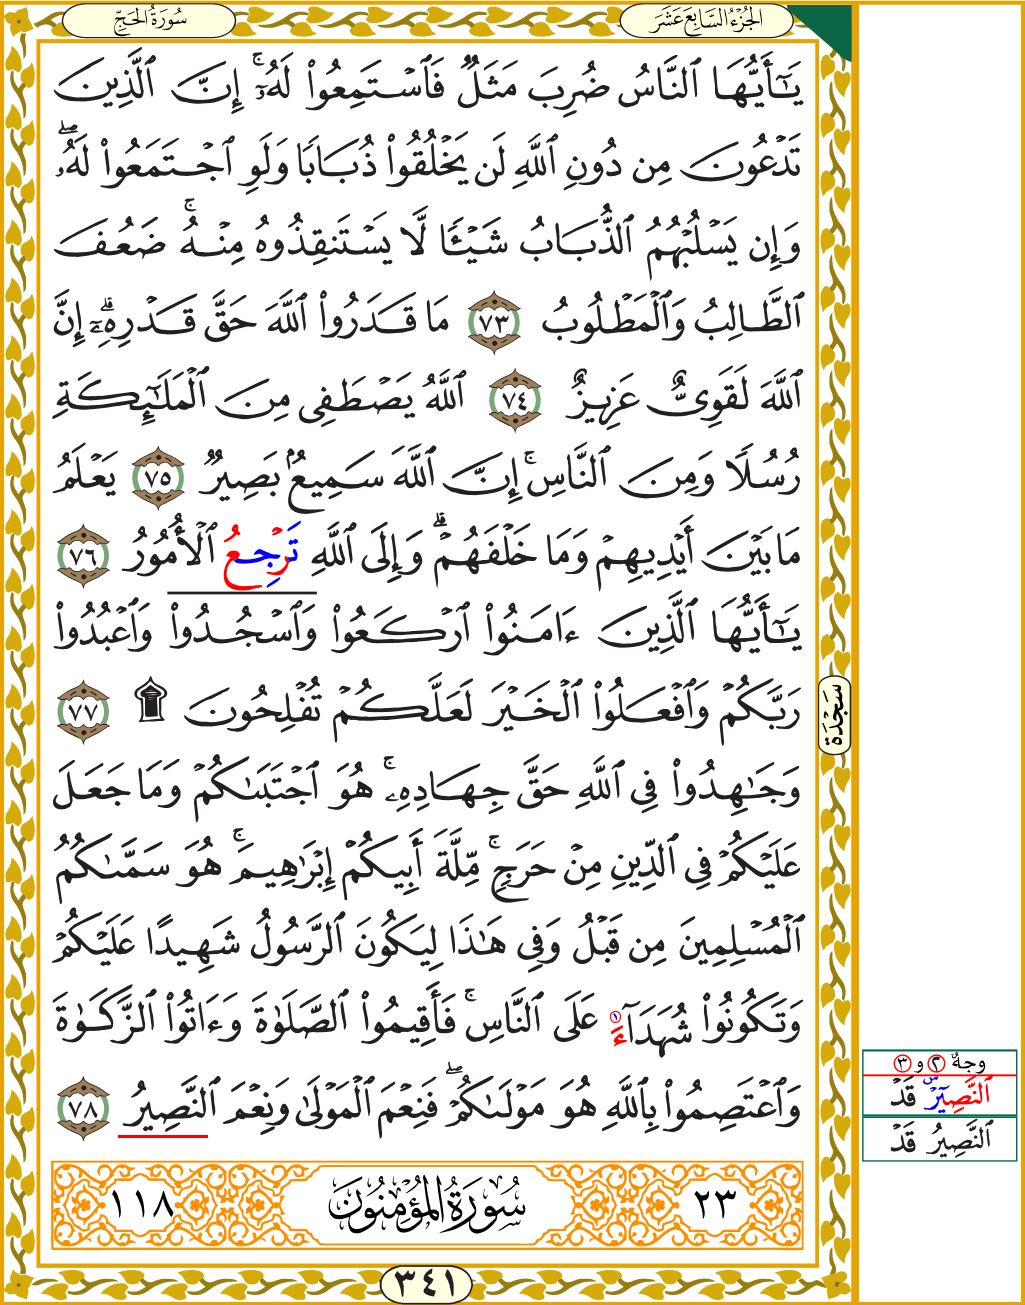 الجُزْءُ السَّابِعَ عَشَرَ
سُورَةُ الحَجِّ
يَـٰٓأَيُّهَا ٱلنَّاسُ ضُرِبَ مَثَلٌ فَٱسْتَمِعُوا۟ لَهُۥٓ ۚ إِنَّ ٱلَّذِينَ
تَدْعُونَ مِن دُونِ ٱللَّهِ لَن يَخْلُقُوا۟ ذُبَابًا وَلَوِ ٱجْتَمَعُوا۟ لَهُۥ ۖ
وَإِن يَسْلُبْهُمُ ٱلذُّبَابُ شَيْـًٔا لَّا يَسْتَنقِذُوهُ مِنْهُ ۚ ضَعُفَ
ٱلطَّالِبُ وَٱلْمَطْلُوبُ ٧٣ مَا قَدَرُوا۟ ٱللَّهَ حَقَّ قَدْرِهِۦٓ ۗ إِنَّ
ٱللَّهَ لَقَوِىٌّ عَزِيزٌ ٧٤ ٱللَّهُ يَصْطَفِى مِنَ ٱلْمَلَـٰٓئِكَةِ
رُسُلًا وَمِنَ ٱلنَّاسِ ۚ إِنَّ ٱللَّهَ سَمِيعٌۢ بَصِيرٌ ٧٥ يَعْلَمُ
مَا بَيْنَ أَيْدِيهِمْ وَمَا خَلْفَهُمْ ۗ وَإِلَى ٱللَّهِ تَرْجِعُ ٱلْأُمُورُ ٧٦
يَـٰٓأَيُّهَا ٱلَّذِينَ ءَامَنُوا۟ ٱرْكَعُوا۟ وَٱسْجُدُوا۟ وَٱعْبُدُوا۟
رَبَّكُمْ وَٱفْعَلُوا۟ ٱلْخَيْرَ لَعَلَّكُمْ تُفْلِحُونَ ۩ ٧٧
سَجْدَة
وَجَـٰهِدُوا۟ فِى ٱللَّهِ حَقَّ جِهَادِهِۦ ۚ هُوَ ٱجْتَبَىٰكُمْ وَمَا جَعَلَ
عَلَيْكُمْ فِى ٱلدِّينِ مِنْ حَرَجٍ ۚ مِّلَّةَ أَبِيكُمْ إِبْرَٰهِيمَ ۚ هُوَ سَمَّىٰكُمُ
ٱلْمُسْلِمِينَ مِن قَبْلُ وَفِى هَـٰذَا لِيَكُونَ ٱلرَّسُولُ شَهِيدًا عَلَيْكُمْ
وَتَكُونُوا۟ شُهَدَآءَ ١ عَلَى ٱلنَّاسِ ۚ فَأَقِيمُوا۟ ٱلصَّلَوٰةَ وَءَاتُوا۟ ٱلزَّكَوٰةَ
وَٱعْتَصِمُوا۟ بِٱللَّهِ هُوَ مَوْلَىٰكُمْ ۖ فَنِعْمَ ٱلْمَوْلَىٰ وَنِعْمَ ٱلنَّصِيرُ ٧٨
وجهٌ ٢ و ٣
ٱلنَّصِيرُ س قَدْ
ٱلنَّصِيرُ قَدْ
٢٣ سُورَةُ المُؤْمِنُونَ ١١٨
٣٤١